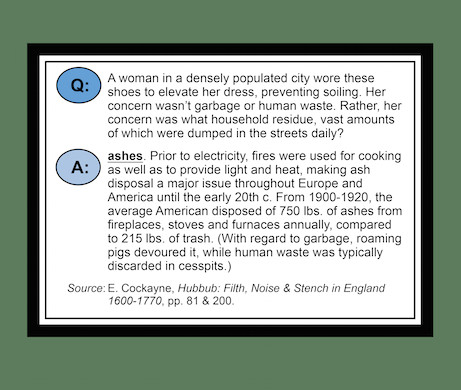 Q: A woman in a densely populated city wore these
shoes to elevate her dress, preventing soiling. Her
concern wasn't garbage or human waste. Rather, her
concern was what household residue, vast amounts
of which were dumped in the streets daily?
A: ashes. Prior to electricity, fires were used for cooking
as well as to provide light and heat, making ash
disposal a major issue throughout Europe and
America until the early 20th c. From 1900-1920, the
average American disposed of 750 lbs. of ashes from
fireplaces, stoves and furnaces annually, compared
to 215 lbs. of trash. (With regard to garbage, roaming
pigs devoured it, while human waste was typically
discarded in cesspits.)
Source: E. Cockayne, Hubbub: Filth, Noise & Stench in England
1600-1770, pp. 81 & 200.